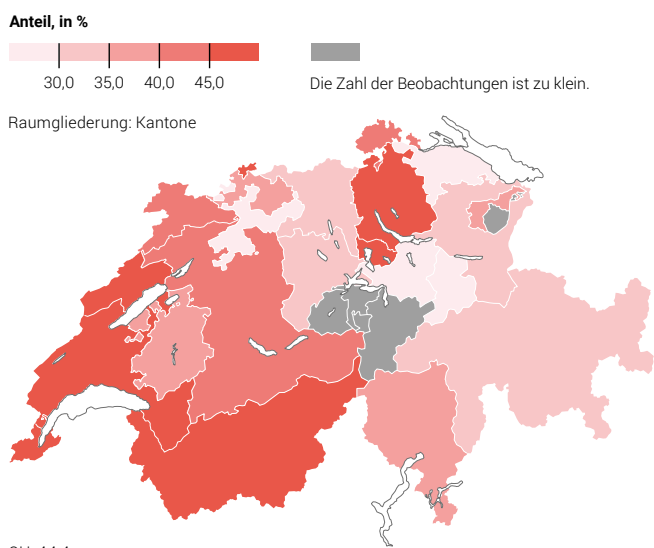 Anteil, in %
30,0 35,0 40,0 45,0
Die Zahl der Beobachtungen ist zu klein.
Raumgliederung: Kantone